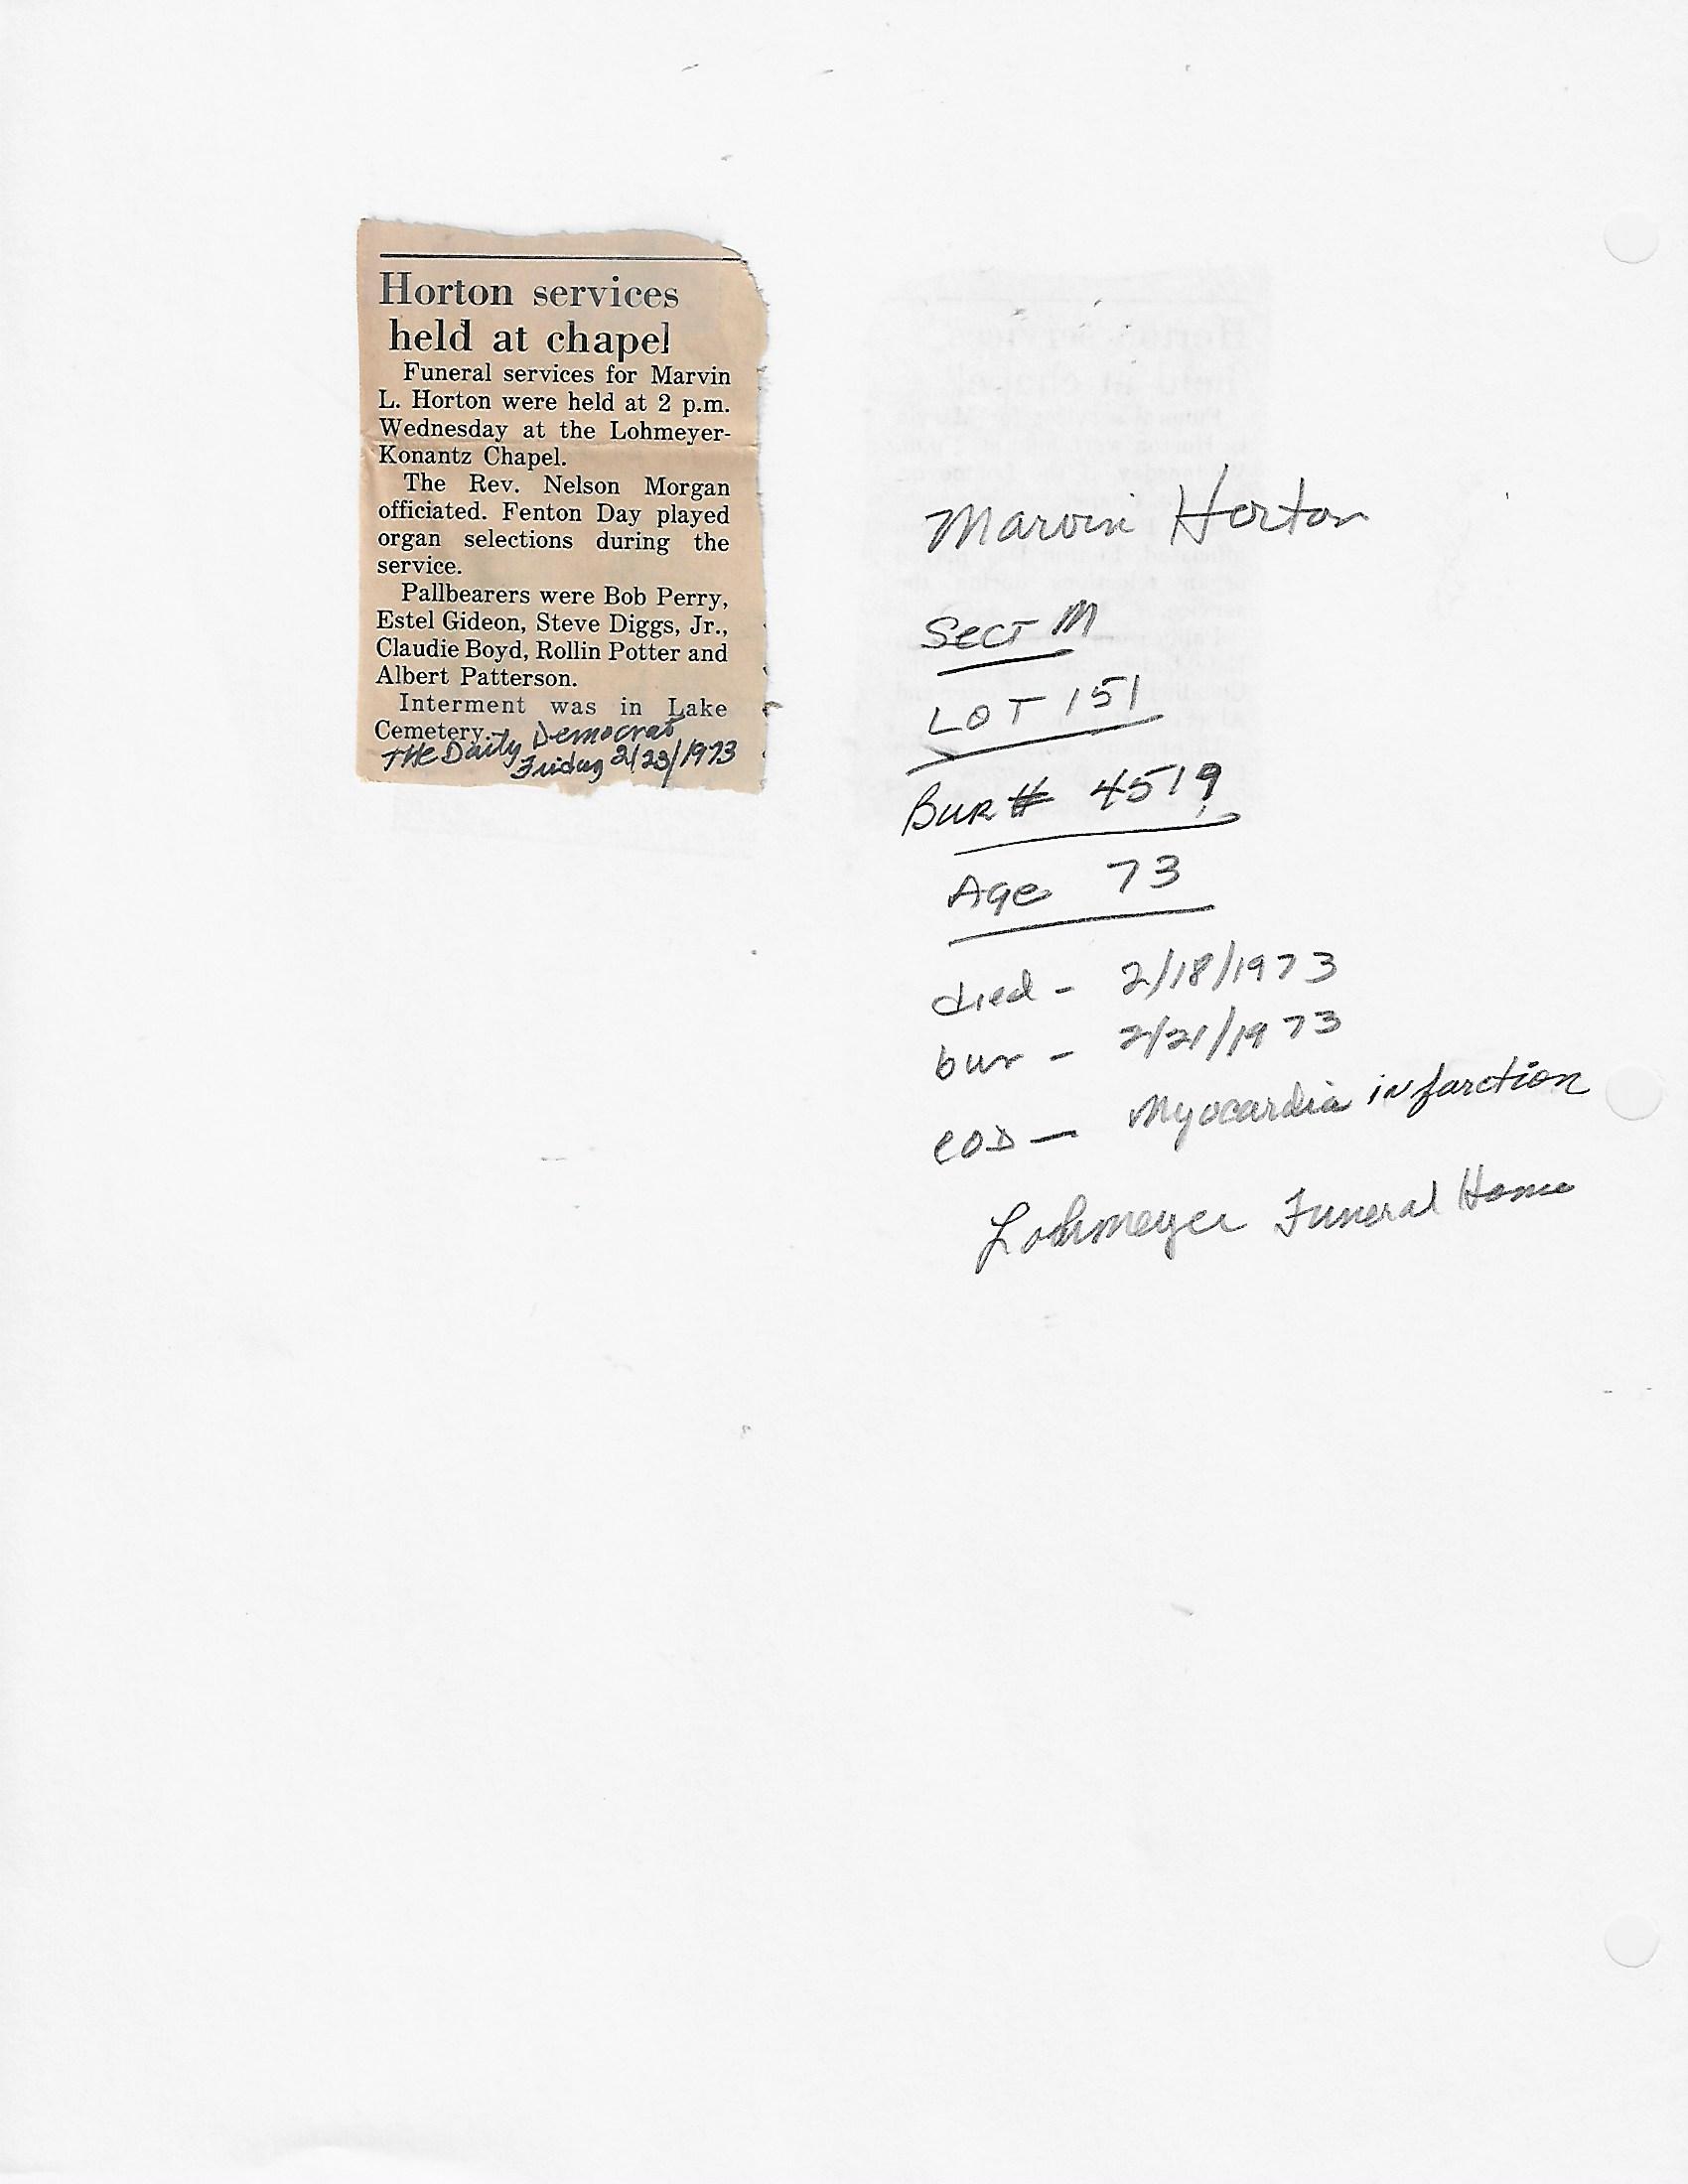 Horton services
held at chapel
Funeral services for Marvin
L. Horton were held at 2 p.m.
Wednesday at the Lohmeyer-
Konantz Chapel.
The Rev. Nelson Morgan
officiated. Fenton Day played
organ selections during the
service.
Pallbearers were Bob Perry,
Estel Gideon, Steve Diggs, Jr.,
Claudie Boyd, Rollin Potter and
Albert Patterson.
Interment was in Lake
Cemetery.
The Daily Democrat
Friday 2/23/1973
Marvin Horton
Sect M
LOT 151
Bur # 4519
Age 73
died - 2/18/1973
bur - 2/21/1973
COD — Myocardia infarction
Lohmeyer Funeral Home